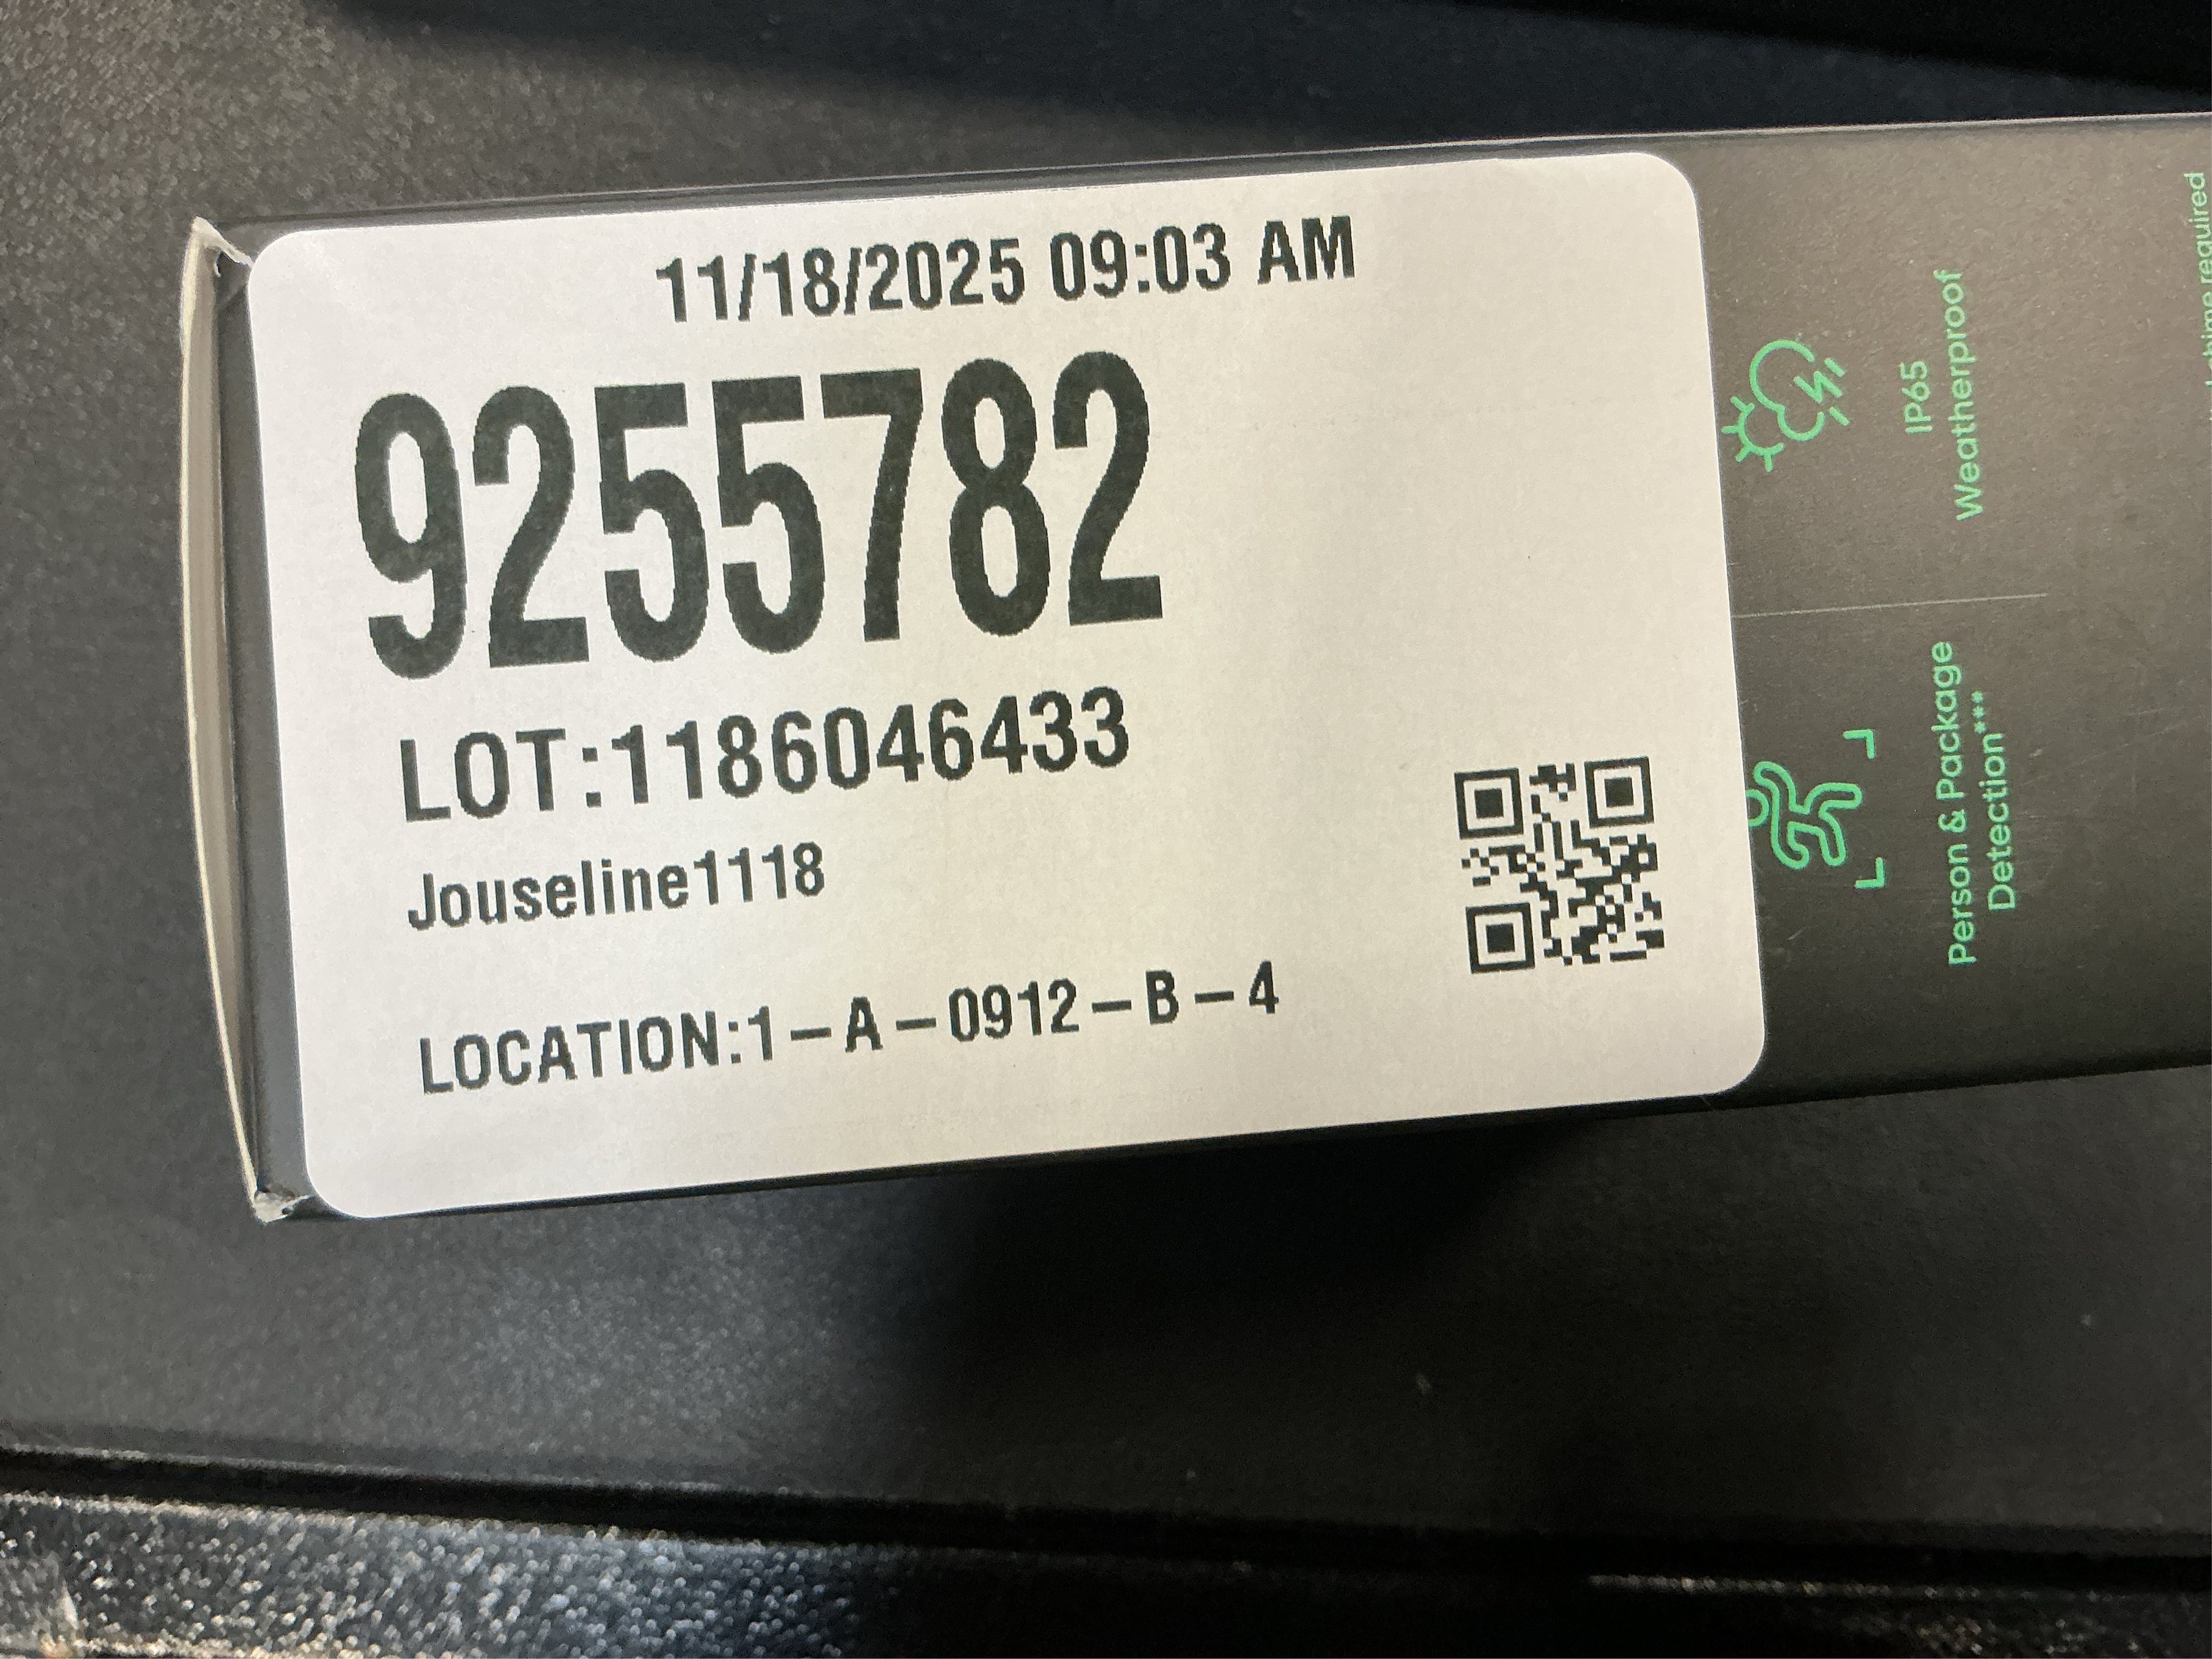 11/18/2025 09:03 AM
9255782
LOT:1186046433
Jouseline1118
LOCATION:1-A-0912-B-4
IP65
Weatherproof
Person & Package
Detection***
required